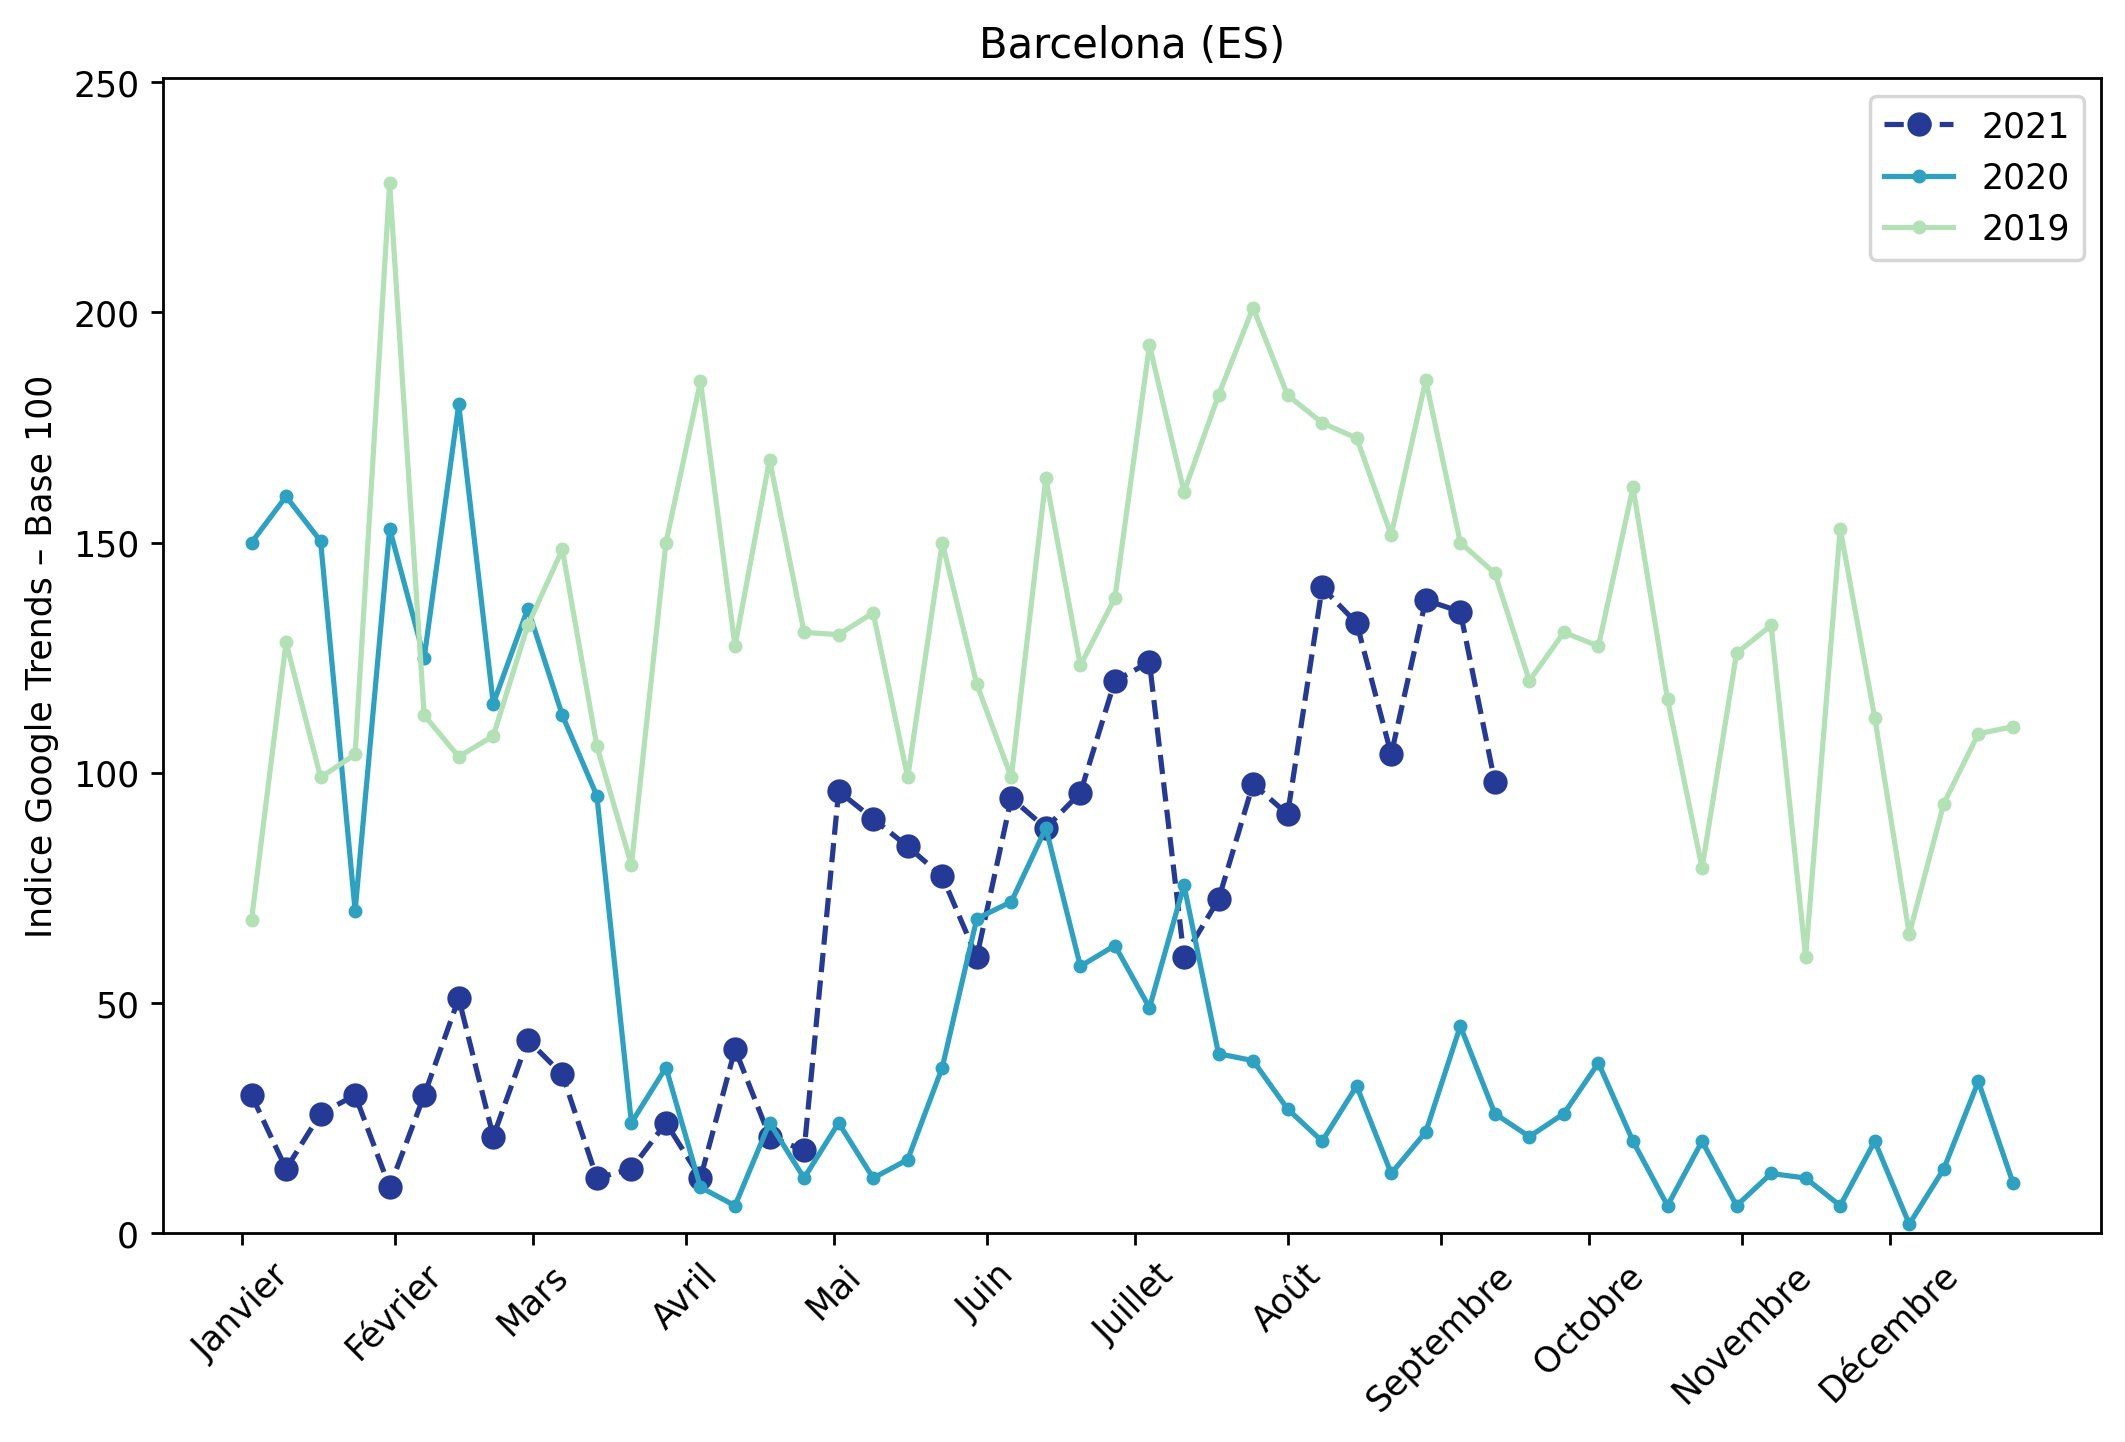 Barcelona (ES)
Indice Google Trends – Base 100
250
200
150
100
50
0
2021
2020
2019
Janvier
Février
Mars
Avril
Mai
Juin
Juillet
Août
Septembre
Octobre
Novembre
Décembre